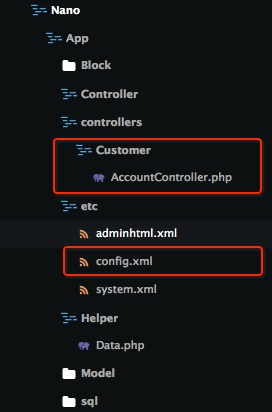 Nano
App
Block
Controller
controllers
Customer
AccountController.php
etc
adminhtml.xml
config.xml
system.xml
Helper
Data.php
Model
sql